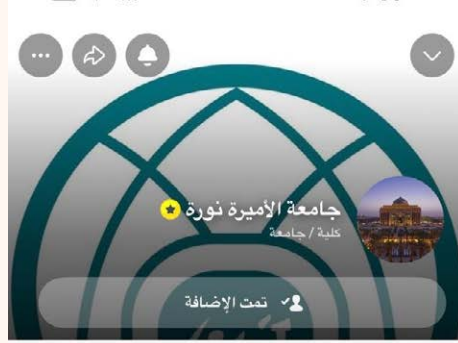 جامعة الأميرة نورة
كلية / جامعة
تمت الإضافة